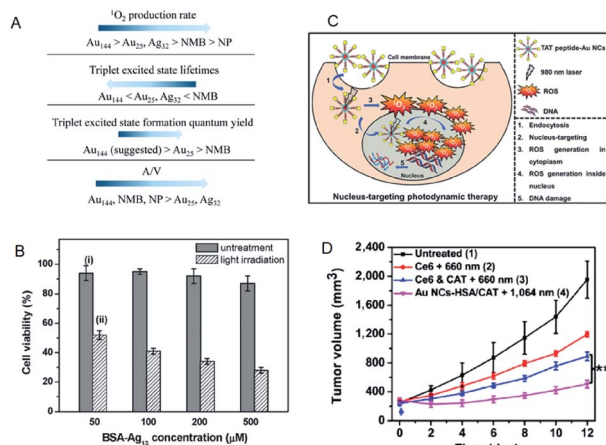 A
¹O₂ production rate
Au₁₄₄ > Au₂₅, Ag₃₂ > NMB > NP
Triplet excited state lifetimes
Au₁₄₄ < Au₂₅, Ag₃₂ < NMB
Triplet excited state formation quantum yield
Au₁₄₄ (suggested) > Au₂₅ > NMB
A/V
Au₁₄₄, NMB, NP > Au₂₅, Ag₃₂
C
Cell membrane
1
2
3
4
5
Nucleus
Nucleus-targeting photodynamic therapy
TAT peptide-Au NCs
980 nm laser
ROS
DNA
1. Endocytosis
2. Nucleus-targeting
3. ROS generation in
cytoplasm
4. ROS generation inside
nucleus
5. DNA damage
B
untreatment
light irradiation
(i)
(ii)
Cell viability (%)
120
100
80
60
40
20
0
50
100
200
500
BSA-Ag₁₃ concentration (μM)
D
Untreated (1)
Ce6 + 660 nm (2)
Ce6 & CAT + 660 nm (3)
Au NCs-HSA/CAT + 1,064 nm (4)
Tumor volume (mm³)
2,400
2,000
1,600
1,200
800
400
0
**
0 2 4 6 8 10 12